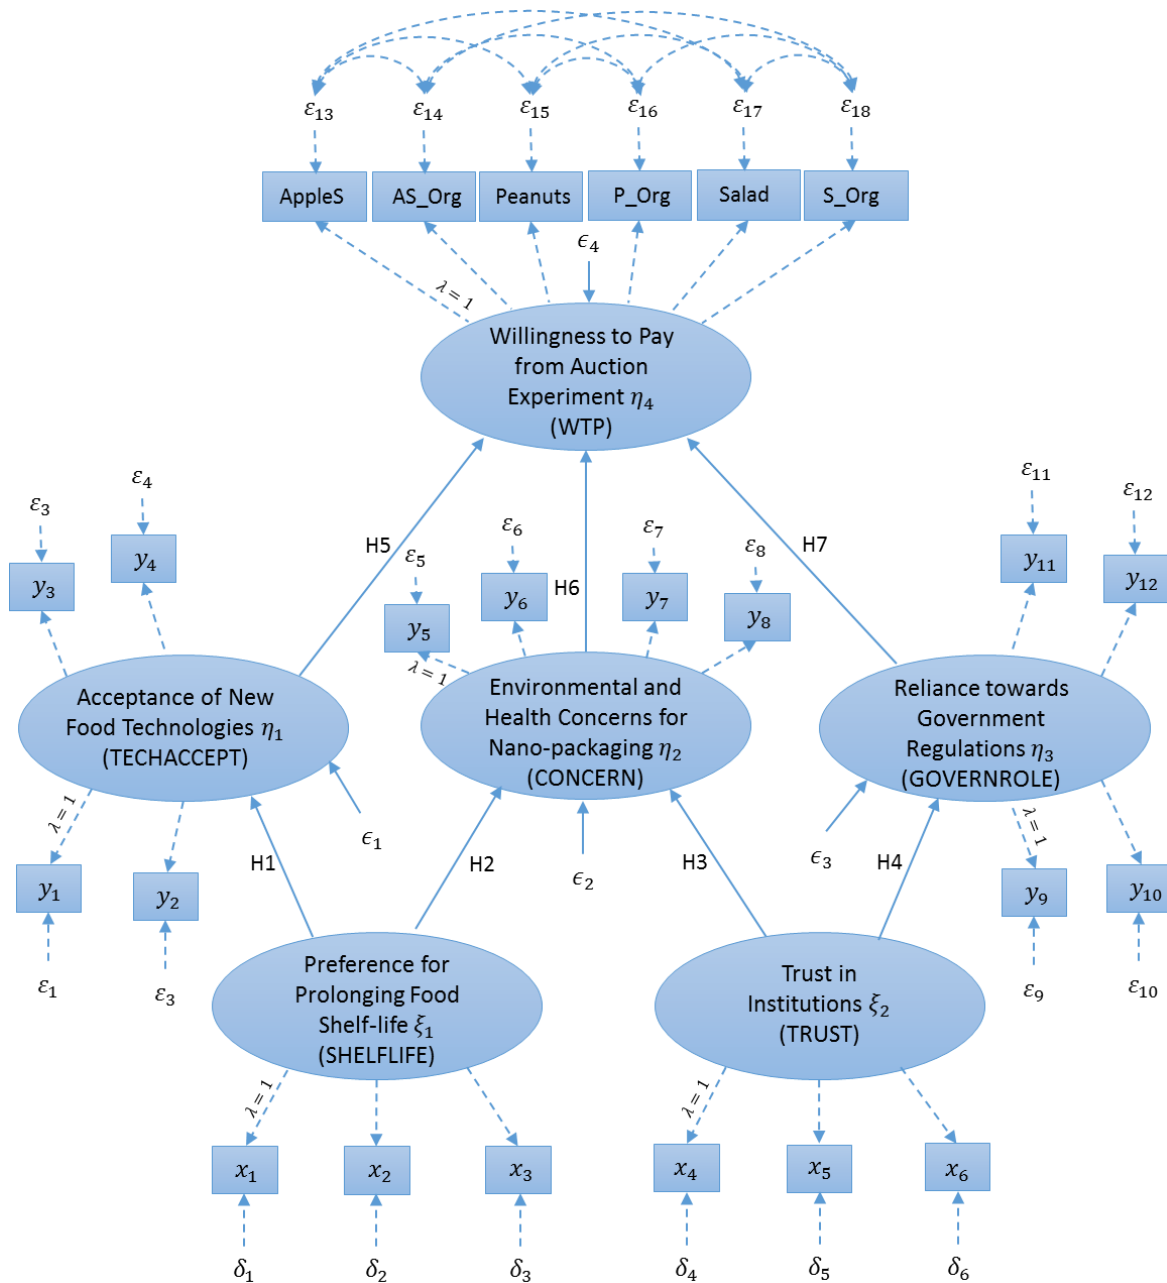 ε13 ε14 ε15 ε16 ε17 ε18
AppleS AS_Org Peanuts P_Org Salad S_Org
ϵ4
λ = 1
Willingness to Pay
from Auction
Experiment η4
(WTP)
ε3 ε4
y3 y4
H5
ε5 ε6 ε7 ε8
y5 y6 y7 y8
H6
λ = 1
H7
ε11 ε12
y11 y12
Acceptance of New
Food Technologies η1
(TECHACCEPT)
Environmental and
Health Concerns for
Nano-packaging η2
(CONCERN)
Reliance towards
Government
Regulations η3
(GOVERNROLE)
λ = 1
y1 y2
ε1 ε3
H1
ϵ1
H2
ϵ2
H3
ϵ3
H4
λ = 1
y9 y10
ε9 ε10
Preference for
Prolonging Food
Shelf-life ξ1
(SHELFLIFE)
Trust in
Institutions ξ2
(TRUST)
λ = 1
x1 x2 x3
δ1 δ2 δ3
λ = 1
x4 x5 x6
δ4 δ5 δ6